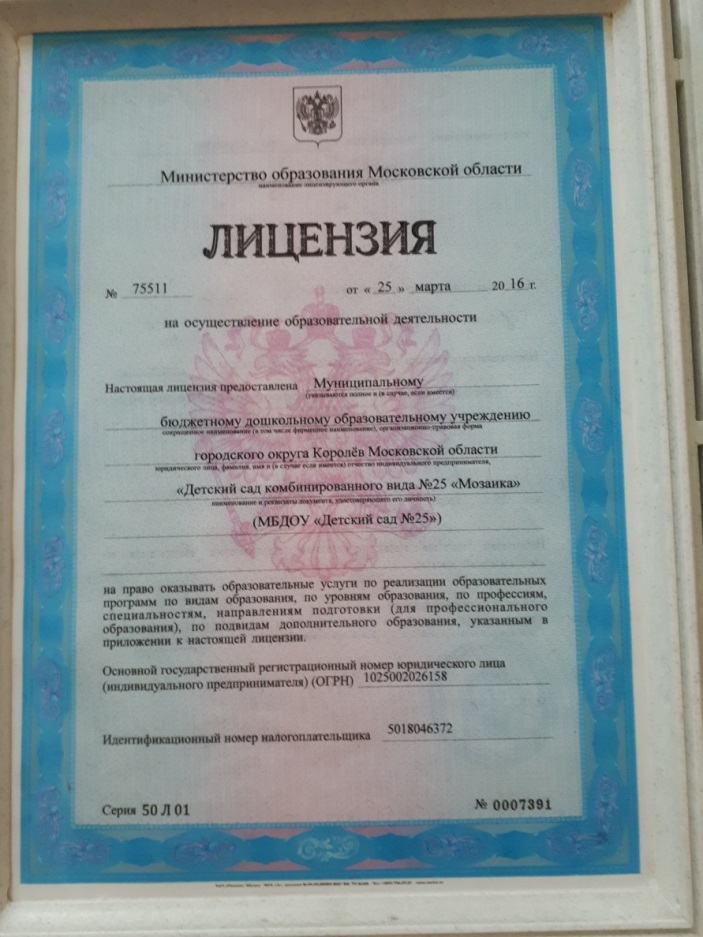 Министерство образования Московской области
наименование лицензирующего органа
ЛИЦЕНЗИЯ
№ 75511 от « 25 » марта 20 16 г.
на осуществление образовательной деятельности
Настоящая лицензия предоставлена Муниципальному
(указываются полное и (в случае, если имеется)
бюджетному дошкольному образовательному учреждению
сокращенное наименование (в том числе фирменное наименование), организационно-правовая форма
городского округа Королёв Московской области
юридического лица, фамилия, имя и (в случае если имеется) отчество индивидуального предпринимателя,
«Детский сад комбинированного вида №25 «Мозаика»
наименование и реквизиты документа, удостоверяющего его личность)
(МБДОУ «Детский сад №25»)
на право оказывать образовательные услуги по реализации образовательных
программ по видам образования, по уровням образования, по профессиям,
специальностям, направлениям подготовки (для профессионального
образования), по подвидам дополнительного образования, указанным в
приложении к настоящей лицензии.
Основной государственный регистрационный номер юридического лица
(индивидуального предпринимателя) (ОГРН) 1025002026158
Идентификационный номер налогоплательщика 5018046372
Серия 50 Л 01 № 0007391